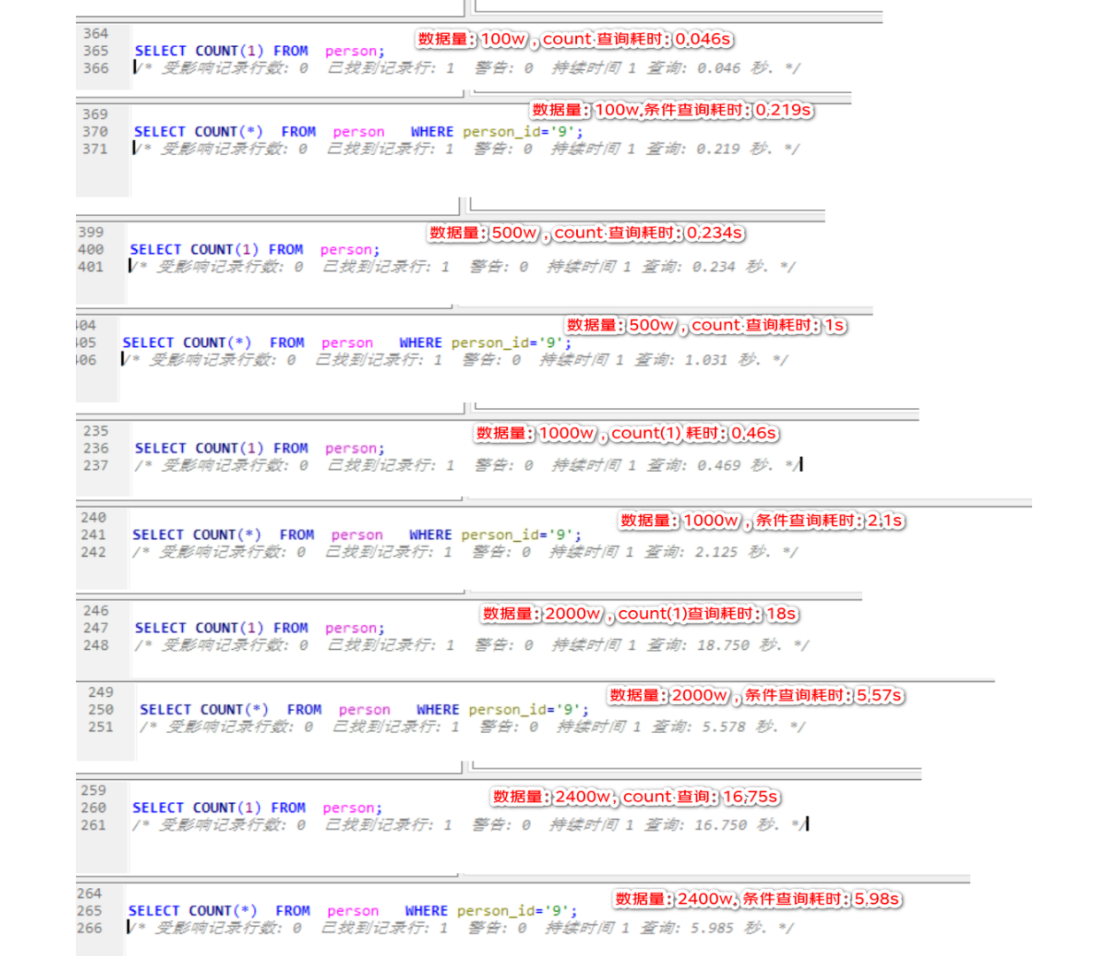 数据量：100w，count 查询耗时：0.046s
364
365 SELECT COUNT(1) FROM person;
366 /* 受影响记录行数: 0 已找到记录行: 1 警告: 0 持续时间 1 查询: 0.046 秒. */
数据量：100w,条件查询耗时：0.219s
369
370 SELECT COUNT(*) FROM person WHERE person_id='9';
371 /* 受影响记录行数: 0 已找到记录行: 1 警告: 0 持续时间 1 查询: 0.219 秒. */
数据量：500w，count 查询耗时：0.234s
399
400 SELECT COUNT(1) FROM person;
401 /* 受影响记录行数: 0 已找到记录行: 1 警告: 0 持续时间 1 查询: 0.234 秒. */
数据量：500w，count 查询耗时：1s
404
405 SELECT COUNT(*) FROM person WHERE person_id='9';
406 /* 受影响记录行数: 0 已找到记录行: 1 警告: 0 持续时间 1 查询: 1.031 秒. */
数据量：1000w，count(1) 耗时：0.46s
235
236 SELECT COUNT(1) FROM person;
237 /* 受影响记录行数: 0 已找到记录行: 1 警告: 0 持续时间 1 查询: 0.469 秒. */
数据量：1000w，条件查询耗时：2.1s
240
241 SELECT COUNT(*) FROM person WHERE person_id='9';
242 /* 受影响记录行数: 0 已找到记录行: 1 警告: 0 持续时间 1 查询: 2.125 秒. */
数据量：2000w，count(1)查询耗时：18s
246
247 SELECT COUNT(1) FROM person;
248 /* 受影响记录行数: 0 已找到记录行: 1 警告: 0 持续时间 1 查询: 18.750 秒. */
数据量：2000w，条件查询耗时：5.57s
249
250 SELECT COUNT(*) FROM person WHERE person_id='9';
251 /* 受影响记录行数: 0 已找到记录行: 1 警告: 0 持续时间 1 查询: 5.578 秒. */
数据量：2400w，count 查询：16.75s
259
260 SELECT COUNT(1) FROM person;
261 /* 受影响记录行数: 0 已找到记录行: 1 警告: 0 持续时间 1 查询: 16.750 秒. */
数据量：2400w,条件查询耗时：5.98s
264
265 SELECT COUNT(*) FROM person WHERE person_id='9';
266 /* 受影响记录行数: 0 已找到记录行: 1 警告: 0 持续时间 1 查询: 5.985 秒. */